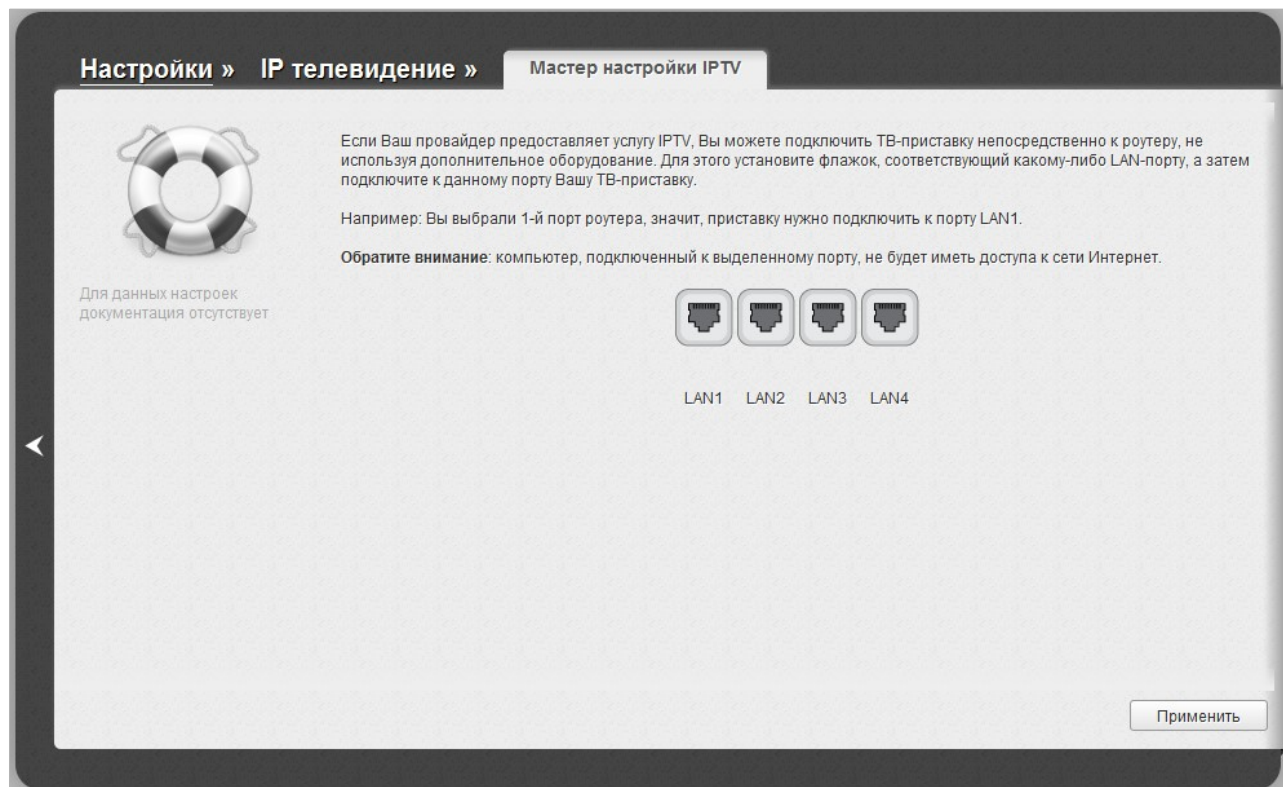 Настройки » IP телевидение » Мастер настройки IPTV
Если Ваш провайдер предоставляет услугу IPTV, Вы можете подключить ТВ-приставку непосредственно к роутеру, не
используя дополнительное оборудование. Для этого установите флажок, соответствующий какому-либо LAN-порту, а затем
подключите к данному порту Вашу ТВ-приставку.
Например: Вы выбрали 1-й порт роутера, значит, приставку нужно подключить к порту LAN1.
Обратите внимание: компьютер, подключенный к выделенному порту, не будет иметь доступа к сети Интернет.
Для данных настроек
документация отсутствует
LAN1 LAN2 LAN3 LAN4
Применить